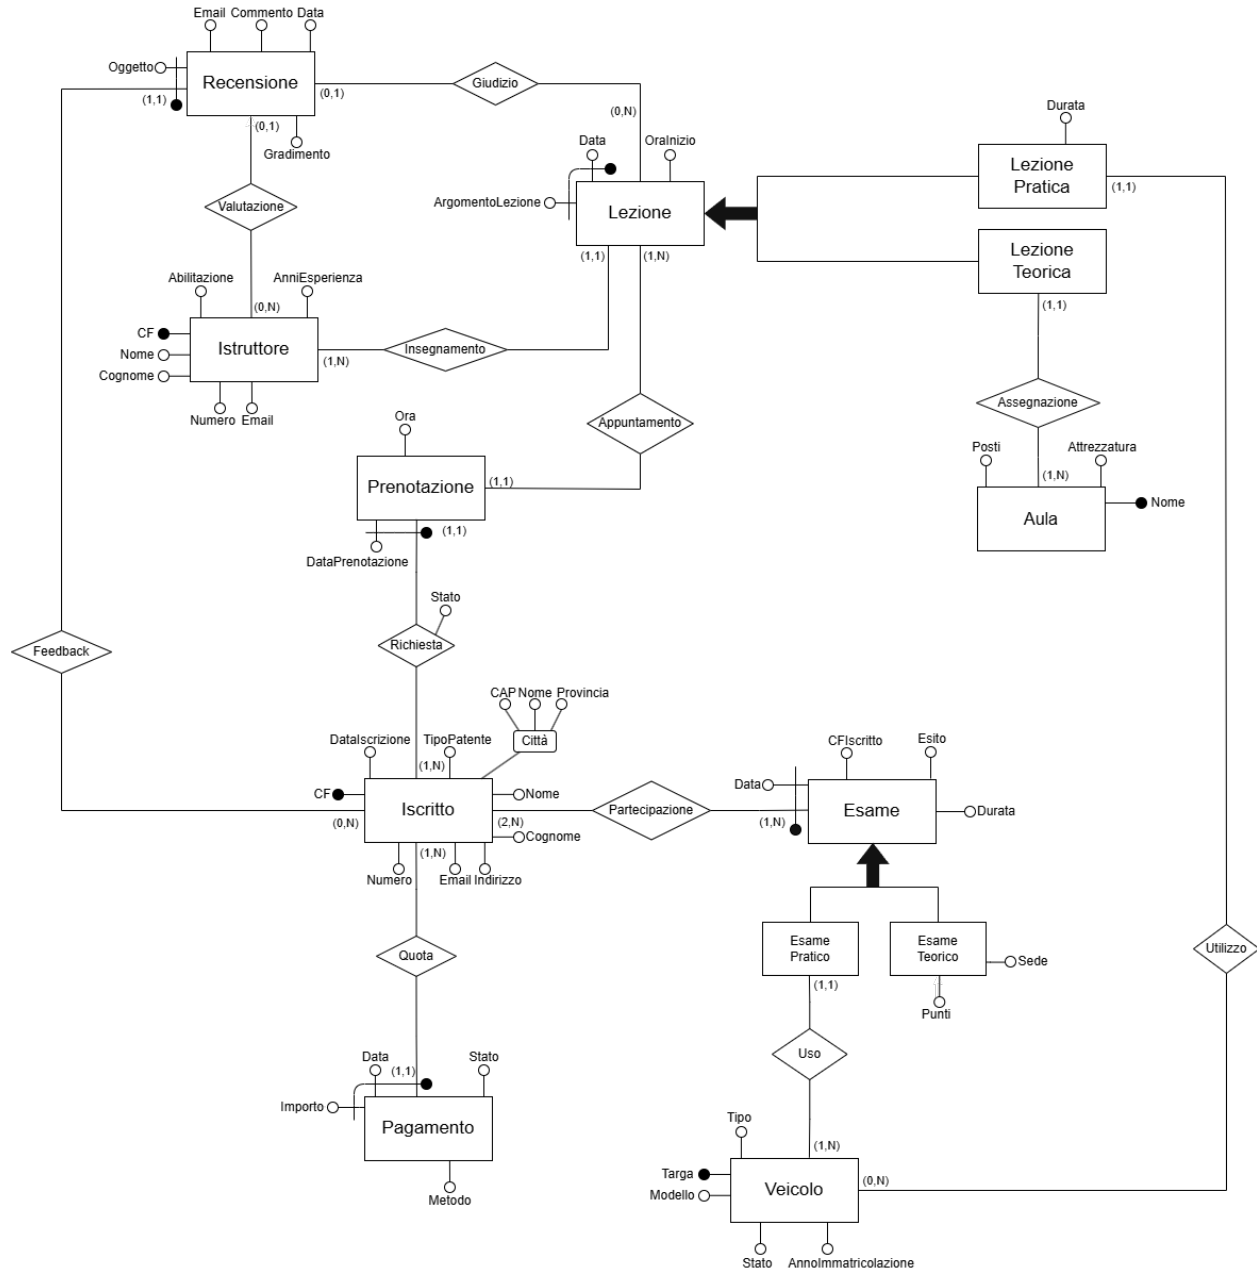 Email Commento Data
Oggetto
Recensione
(1,1)
(0,1)
(0,1)
Gradimento
Giudizio
(0,N)
Durata
Data
OraInizio
Lezione
Pratica
(1,1)
ArgomentoLezione
Lezione
Valutazione
(1,1)
(1,N)
Lezione
Teorica
(1,1)
Abilitazione
AnniEsperienza
(0,N)
CF
Nome
Cognome
Istruttore
(1,N)
Numero Email
Insegnamento
Appuntamento
Assegnazione
Ora
Prenotazione
(1,1)
(1,1)
DataPrenotazione
Posti
Attrezzatura
(1,N)
Aula
Nome
Stato
Richiesta
Feedback
CAP Nome Provincia
Città
DataIscrizione
TipoPatente
(1,N)
CF
Iscritto
Nome
Cognome
(0,N)
(2,N)
(1,N)
Numero
Email Indirizzo
Partecipazione
CFIscritto
Esito
Data
Esame
Durata
(1,N)
Esame
Pratico
(1,1)
Esame
Teorico
Sede
Punti
Utilizzo
Quota
Uso
Data
Stato
(1,1)
Importo
Pagamento
Metodo
Tipo
(1,N)
Targa
Modello
Veicolo
(0,N)
Stato
AnnoImmatricolazione